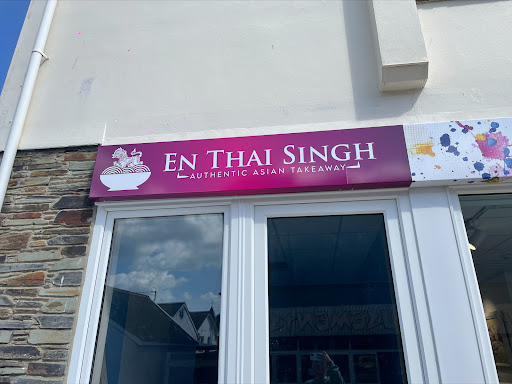 EN THAI SINGH
AUTHENTIC ASIAN TAKEAWAY